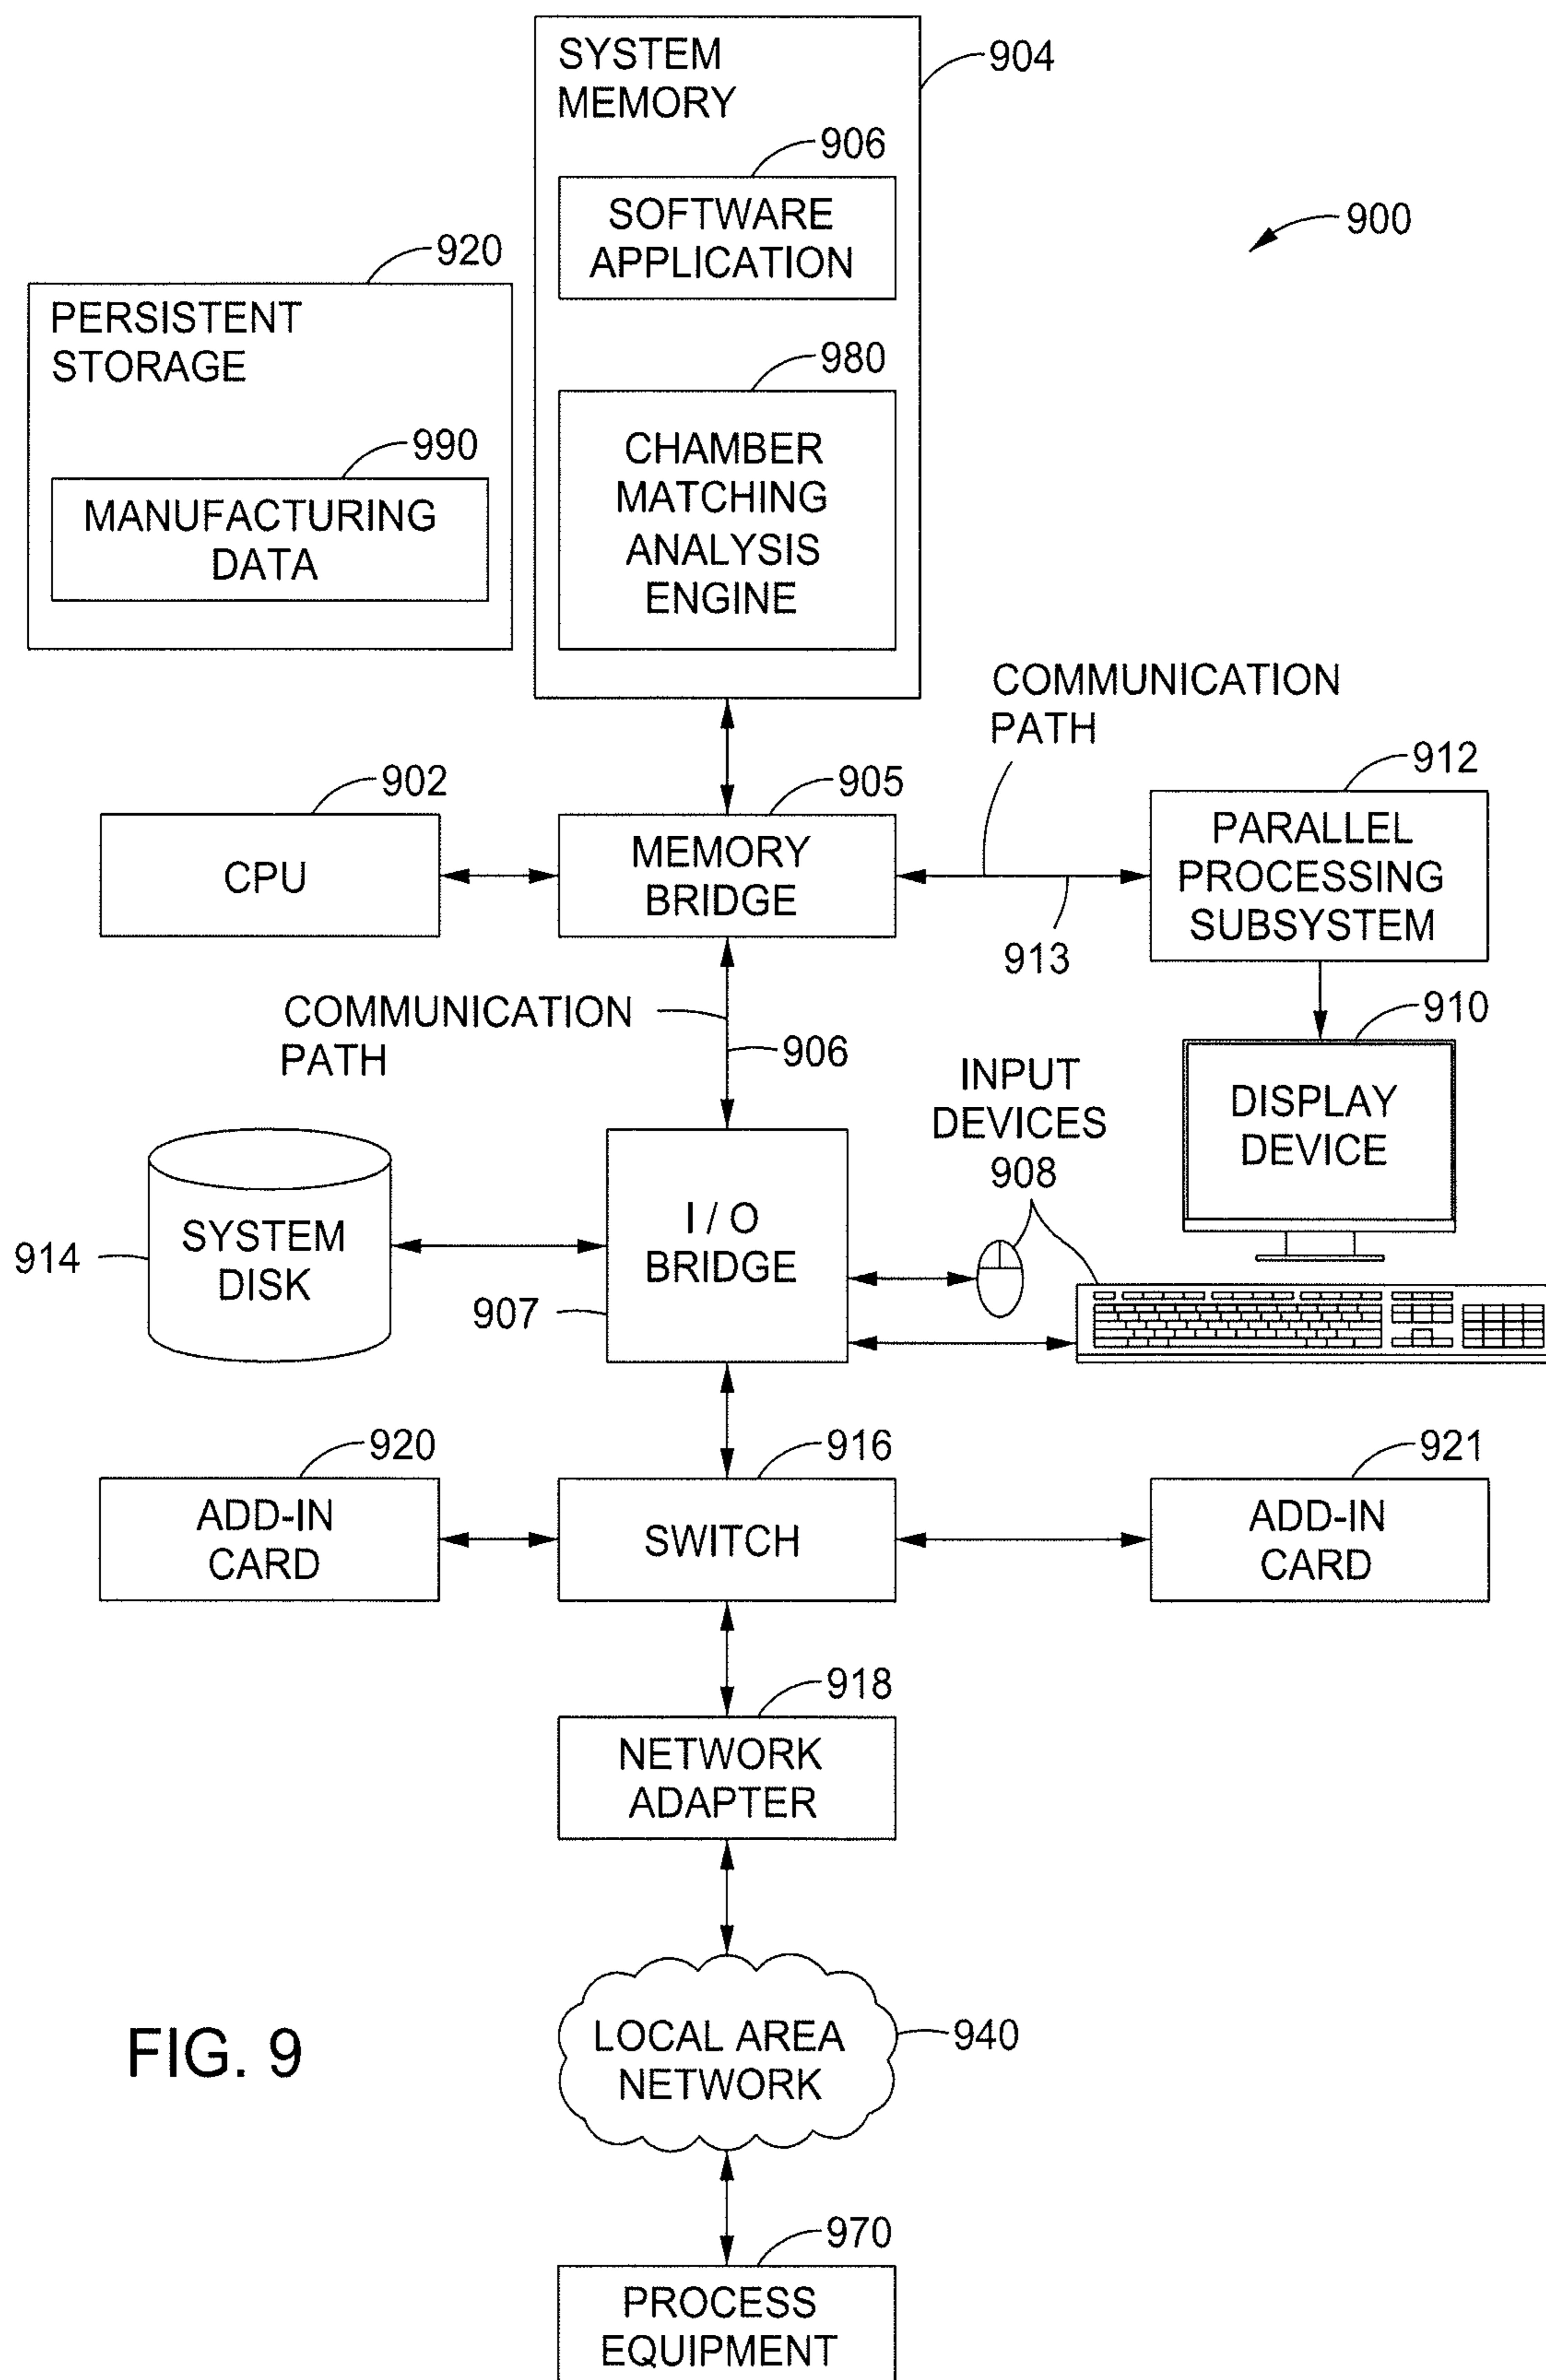 SYSTEM
MEMORY
904
906
SOFTWARE
APPLICATION
900
920
PERSISTENT
STORAGE
980
CHAMBER
MATCHING
ANALYSIS
ENGINE
990
MANUFACTURING
DATA
COMMUNICATION
PATH
902
CPU
905
MEMORY
BRIDGE
913
912
PARALLEL
PROCESSING
SUBSYSTEM
COMMUNICATION
PATH
906
910
DISPLAY
DEVICE
INPUT
DEVICES
908
914
SYSTEM
DISK
I / O
BRIDGE
907
920
ADD-IN
CARD
916
SWITCH
921
ADD-IN
CARD
918
NETWORK
ADAPTER
FIG. 9
LOCAL AREA
NETWORK
940
970
PROCESS
EQUIPMENT